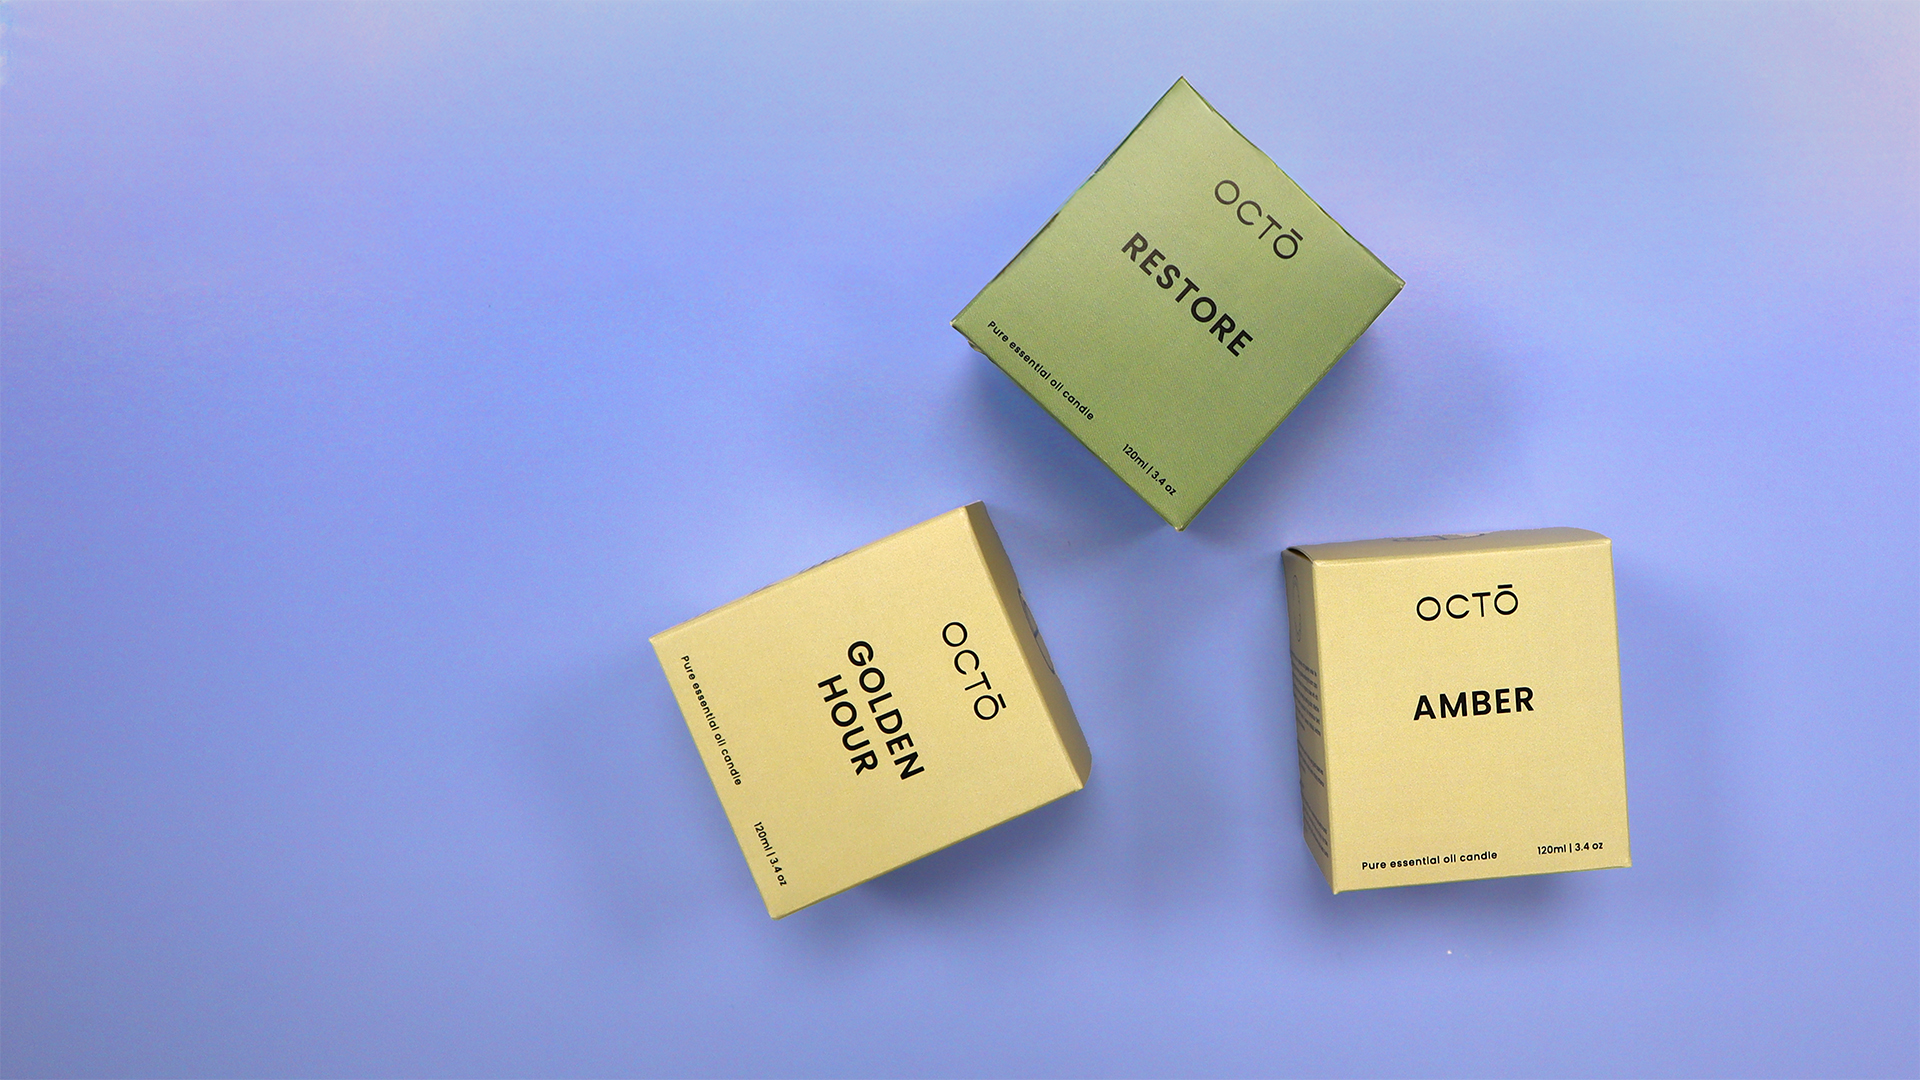 OCTŌ
RESTORE
Pure essential oil candle
120ml | 3.4 oz
OCTŌ
GOLDEN
HOUR
Pure essential oil candle
120ml | 3.4 oz
OCTŌ
AMBER
Pure essential oil candle
120ml | 3.4 oz